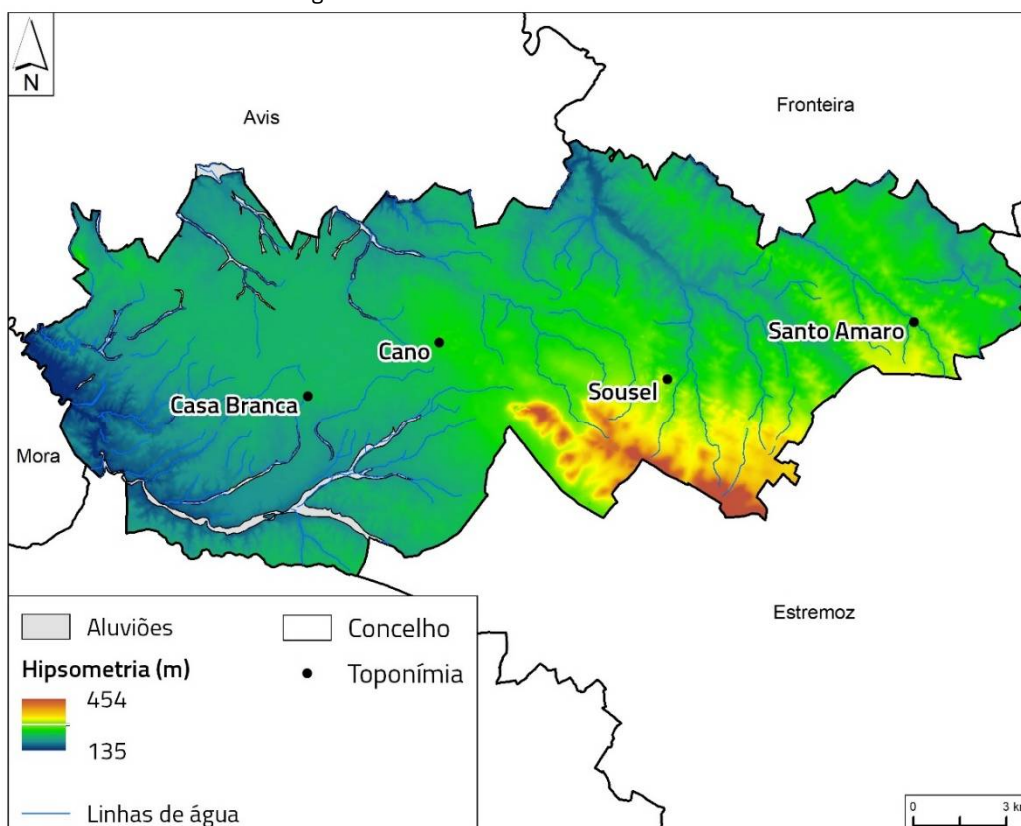 N
Avis
Fronteira
Santo Amaro
Cano
Sousel
Casa Branca
Mora
Estremoz
Aluviões
Concelho
Hipsometria (m)
Toponímia
454
135
Linhas de água
0
3 km